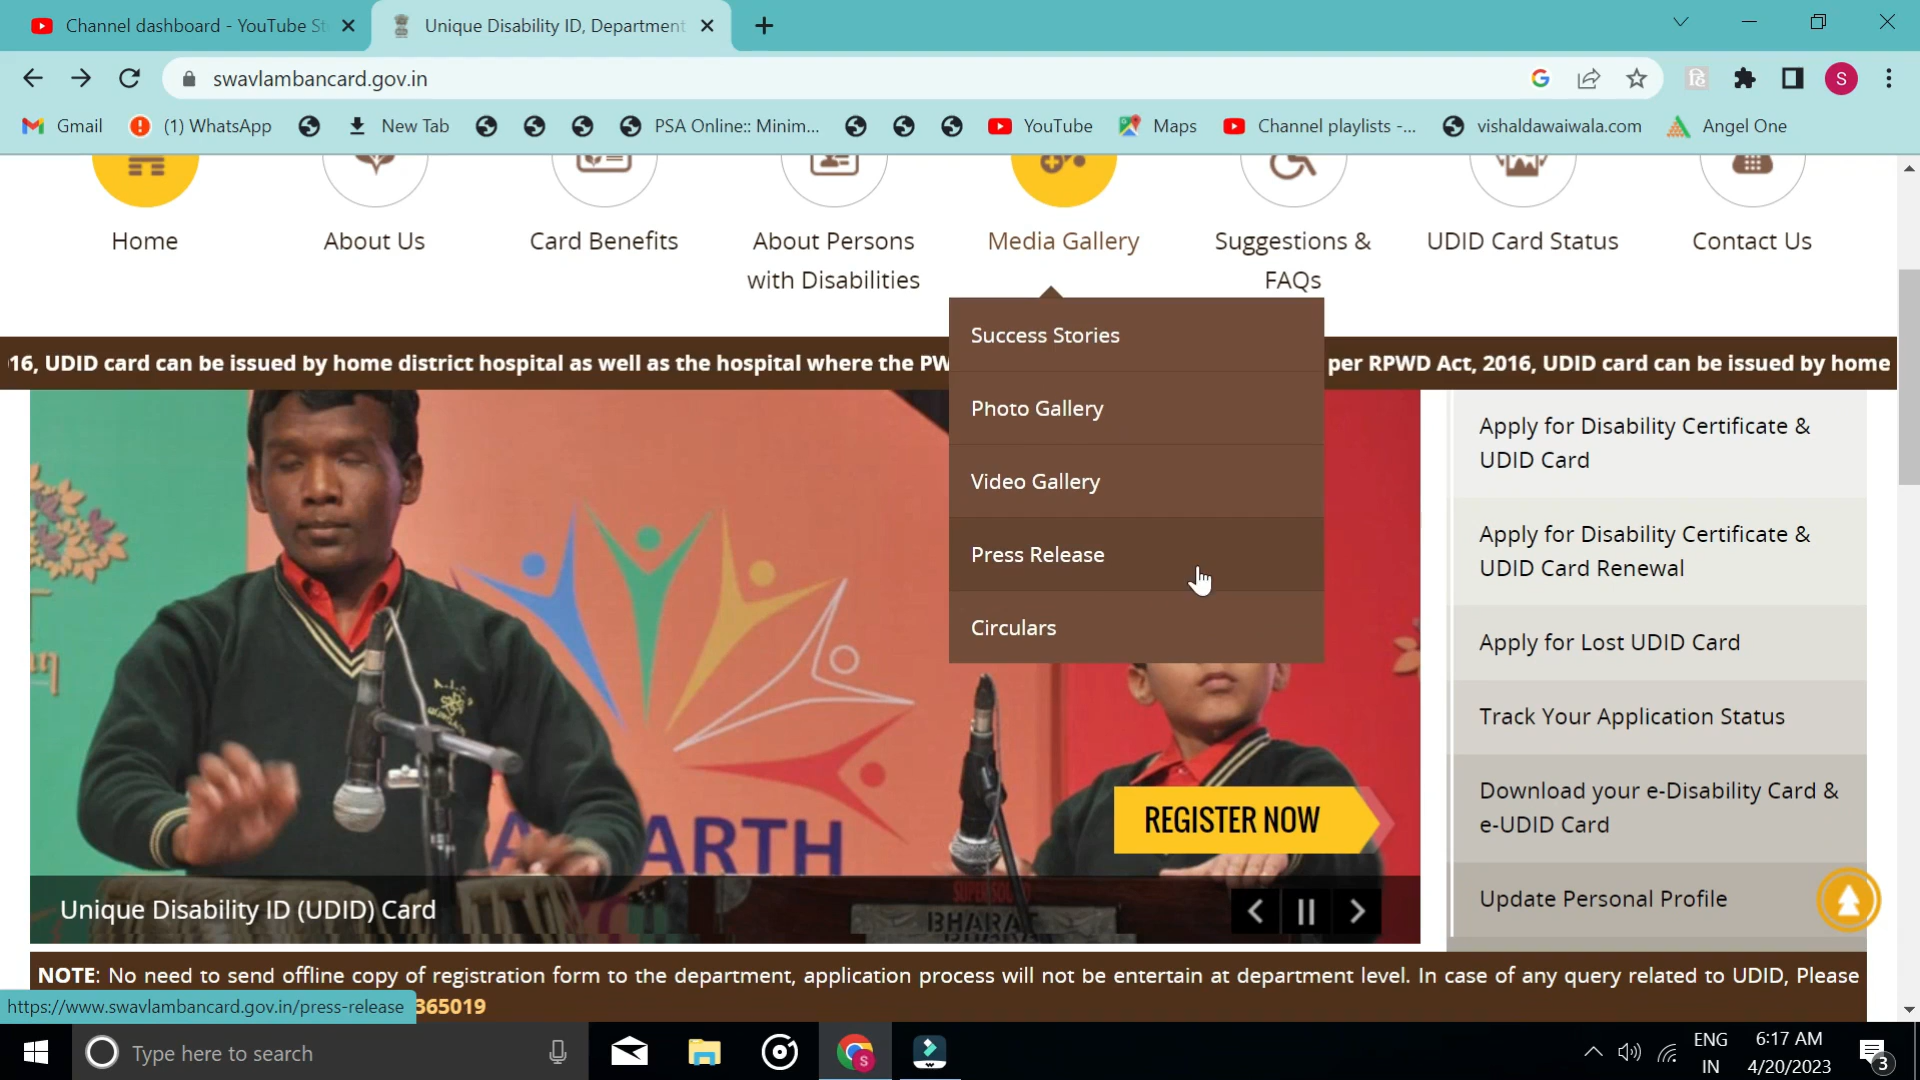 Channel dashboard - YouTube St
Unique Disability ID, Department
swavlambancard.gov.in
S
Gmail
(1) WhatsApp
New Tab
PSA Online:: Minim...
YouTube
Maps
Channel playlists -...
vishaldawaiwala.com
Angel One
Home
About Us
Card Benefits
About Persons
with Disabilities
Media Gallery
Suggestions &
FAQs
UDID Card Status
Contact Us
Success Stories
Photo Gallery
Video Gallery
Press Release
Circulars
16, UDID card can be issued by home district hospital as well as the hospital where the PW
per RPWD Act, 2016, UDID card can be issued by home
Apply for Disability Certificate &
UDID Card
Apply for Disability Certificate &
UDID Card Renewal
Apply for Lost UDID Card
Track Your Application Status
Download your e-Disability Card &
e-UDID Card
Update Personal Profile
ARTH
REGISTER NOW
BHARAT
Unique Disability ID (UDID) Card
NOTE: No need to send offline copy of registration form to the department, application process will not be entertain at department level. In case of any query related to UDID, Please
365019
https://www.swavlambancard.gov.in/press-release
Type here to search
S
ENG
IN
6:17 AM
4/20/2023
3